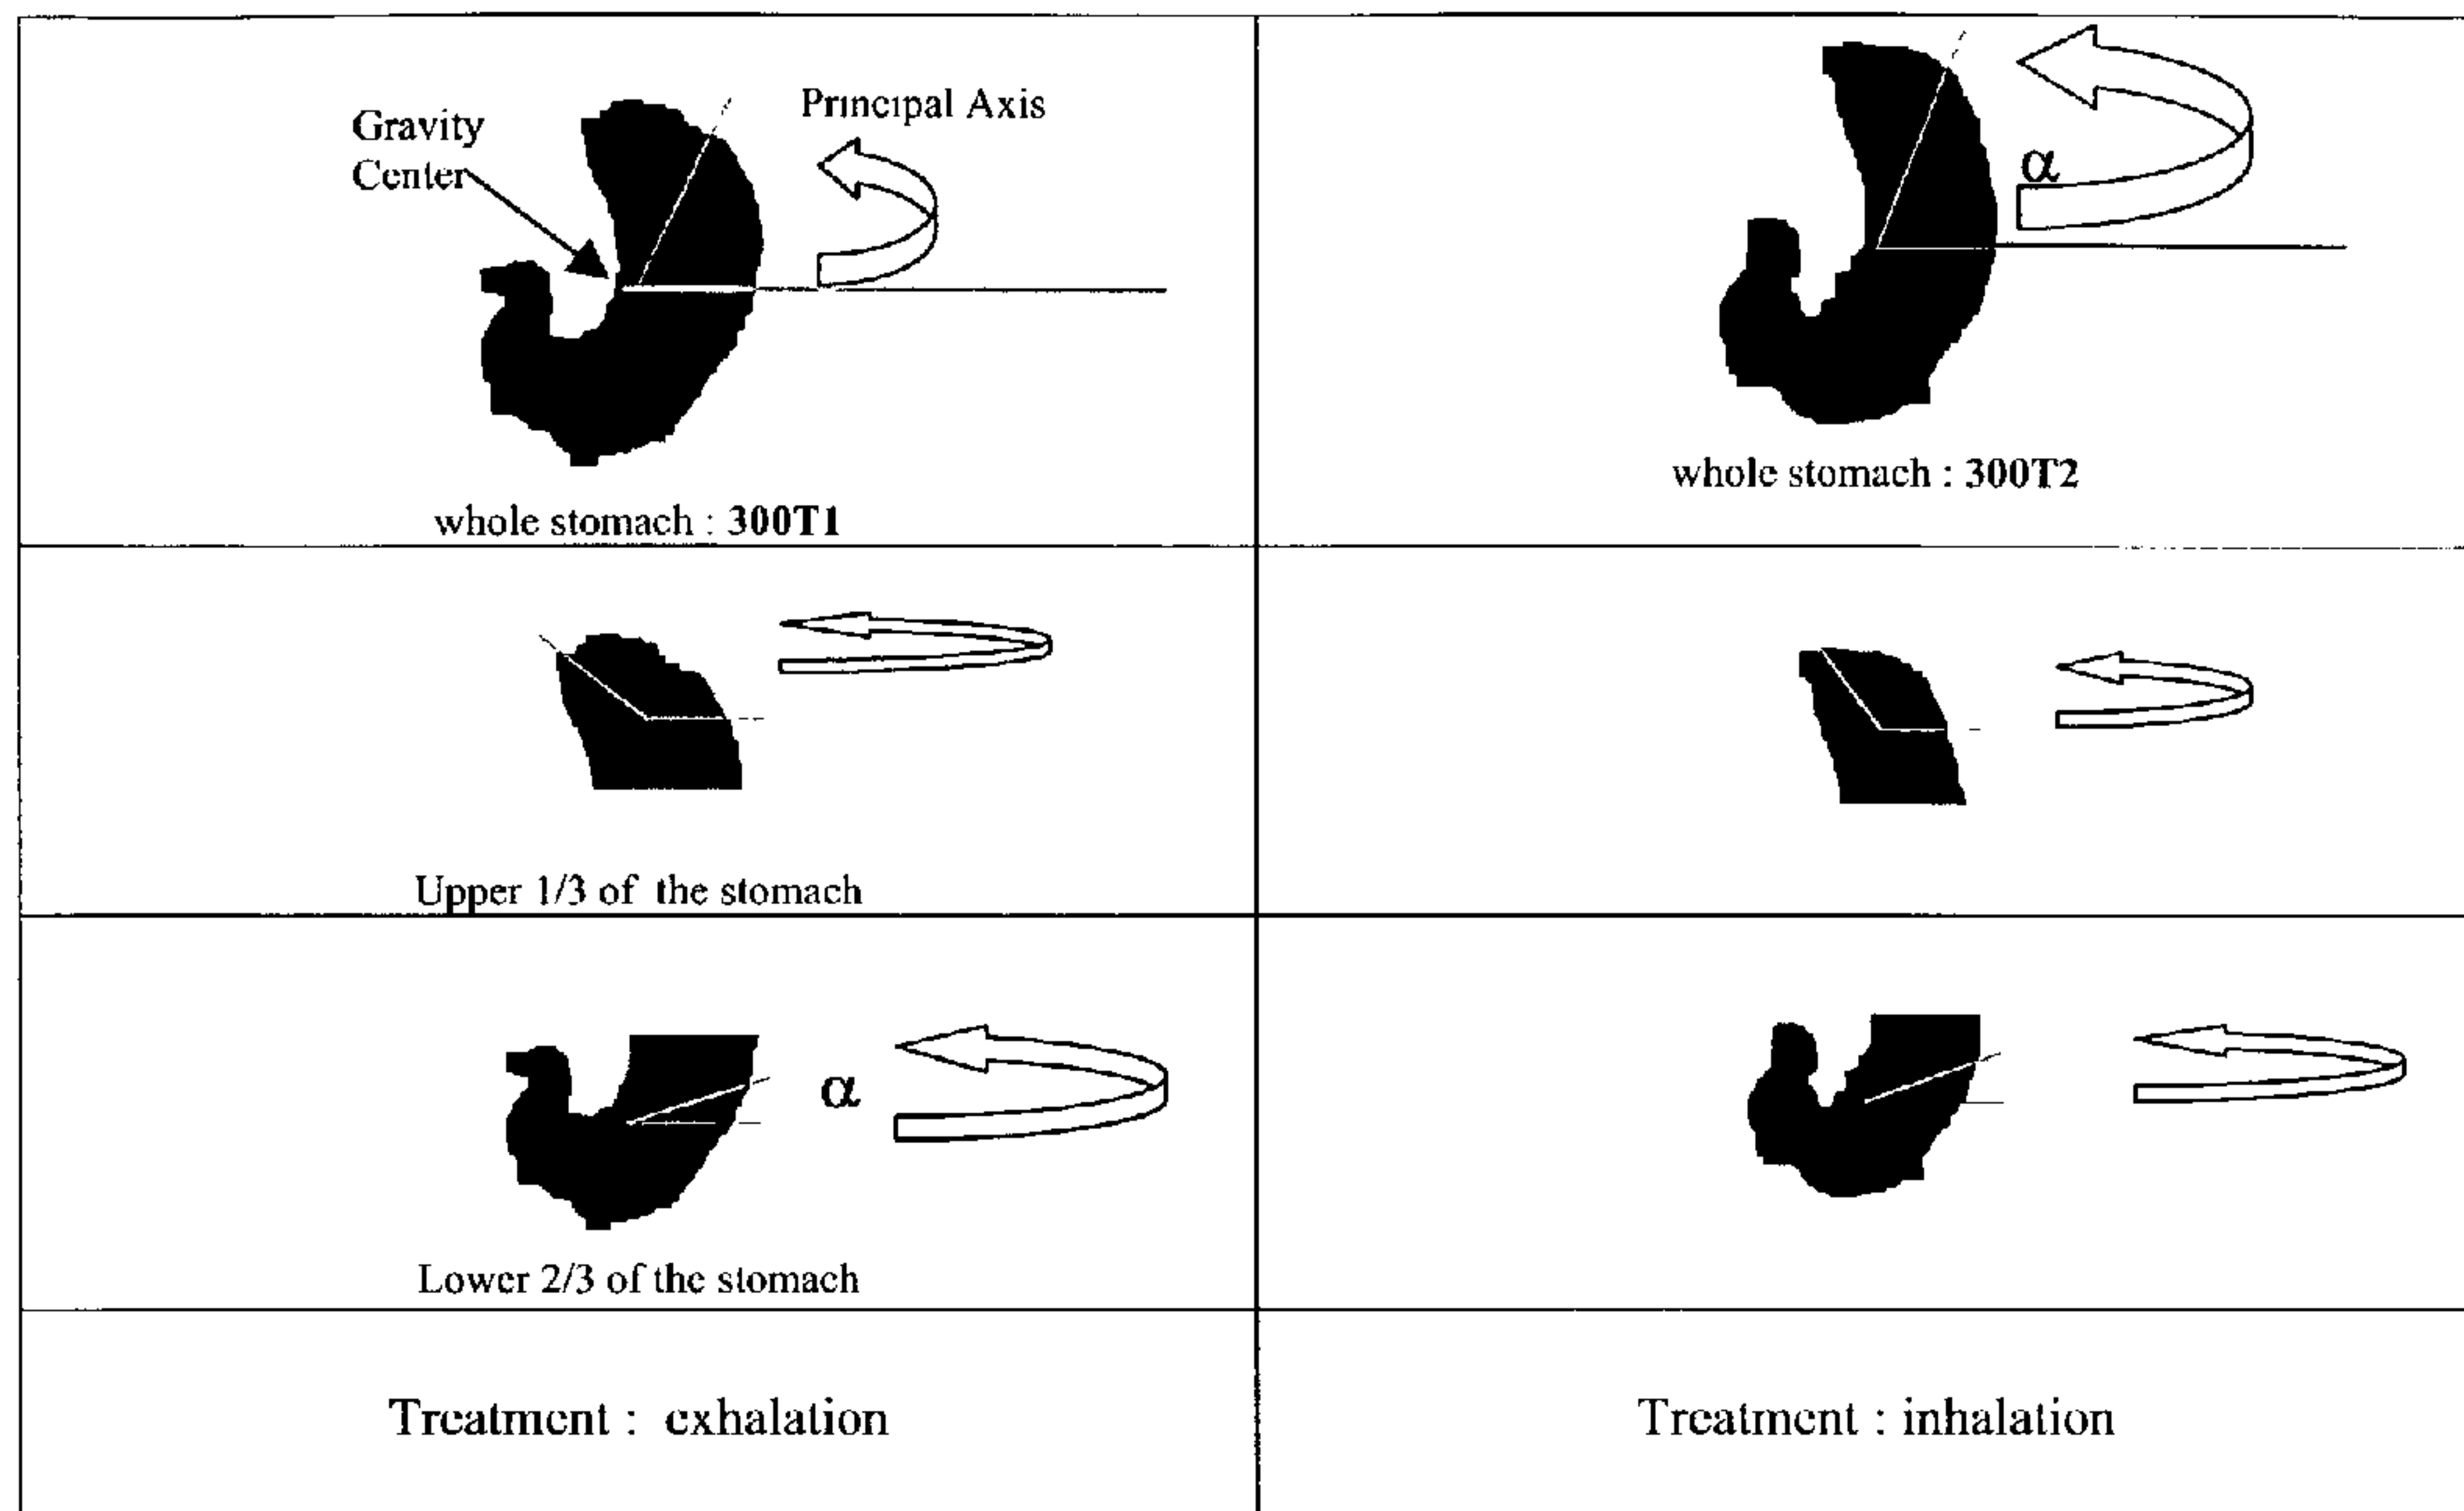 Gravity
Center
Principal Axis
whole stomach : 300T1
α
whole stomach : 300T2
Upper 1/3 of the stomach
α
Lower 2/3 of the stomach
Treatment : exhalation
Treatment : inhalation